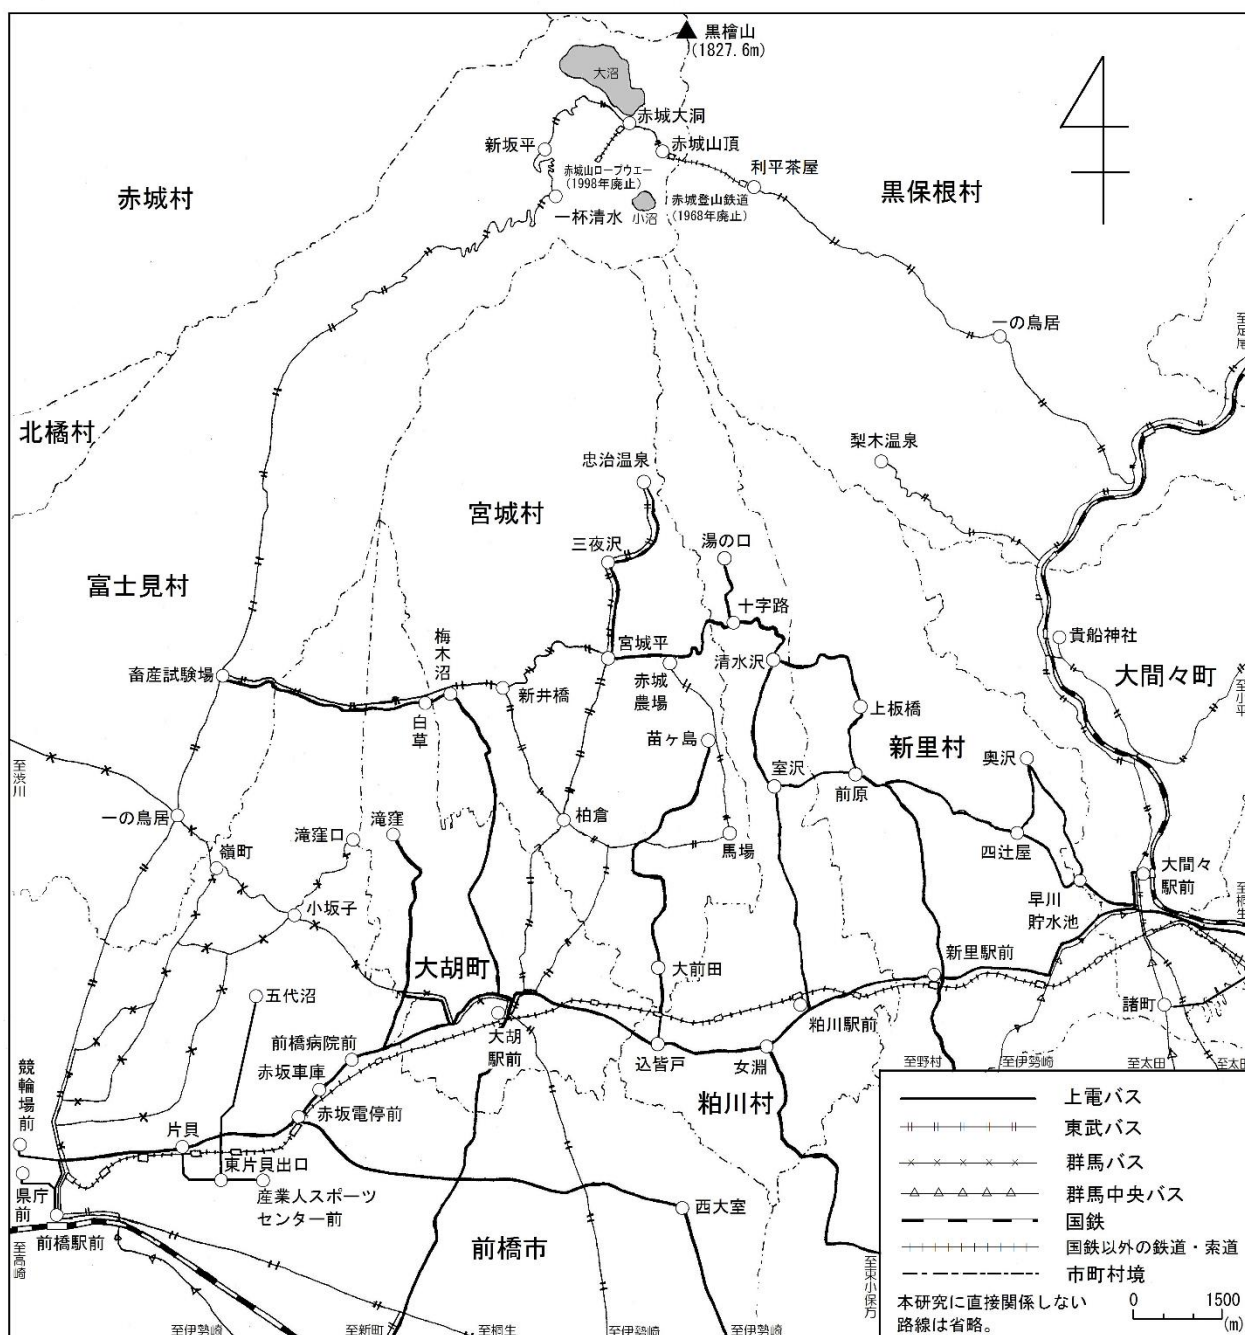 黒檜山
(1827.6m)
大沼
赤城大洞
新坂平
赤城山頂
赤城山ロープウエー
(1998年廃止)
利平茶屋
赤城村
黒保根村
赤城登山鉄道
(1968年廃止)
一杯清水
小沼
一の鳥居
至足尾
北橘村
梨木温泉
忠治温泉
宮城村
三夜沢
湯の口
富士見村
十字路
貴船神社
梅木沼
宮城平
清水沢
畜産試験場
新井橋
赤城
農場
大間々町
至小平
白草
上板橋
苗ヶ島
新里村
奥沢
至渋川
室沢
前原
一の鳥居
柏倉
滝窪口
滝窪
馬場
四辻屋
嶺町
大間々
駅前
至桐生
小坂子
早川
貯水池
大胡町
大前田
新里駅前
五代沼
諸町
粕川駅前
大胡
駅前
前橋病院前
込皆戸
女淵
至野村
至伊勢崎
至太田
至太田
競輪場前
赤坂車庫
粕川村
赤坂電停前
片貝
東片貝出口
県庁前
産業人スポーツ
センター前
西大室
前橋駅前
前橋市
至高崎
至東小保方
至伊勢崎
至新町
至桐生
至伊勢崎
至伊勢崎
上電バス
東武バス
群馬バス
群馬中央バス
国鉄
国鉄以外の鉄道・索道
市町村境
本研究に直接関係しない
路線は省略。
0 1500
(m)